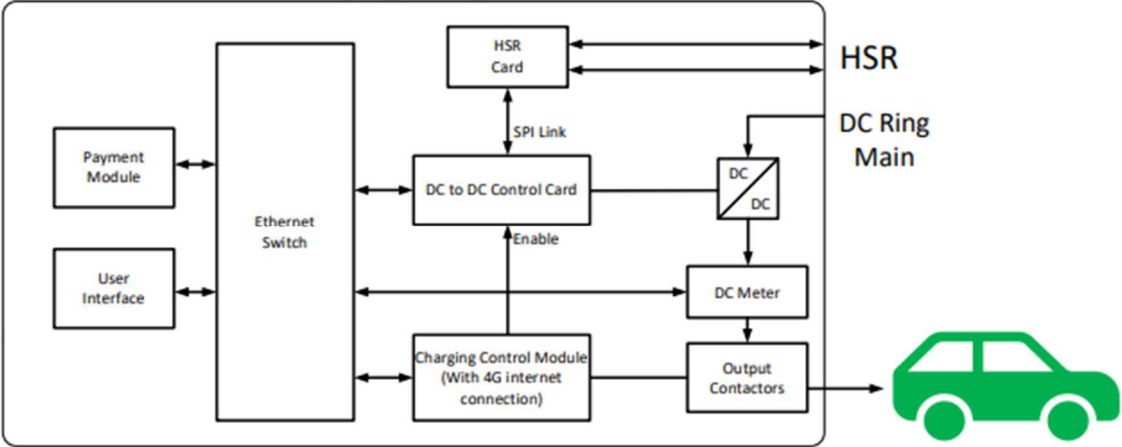 HSR
Card
HSR
SPI Link
DC Ring
Main
Payment
Module
DC to DC Control Card
DC
DC
Ethernet
Switch
Enable
User
Interface
DC Meter
Charging Control Module
(With 4G internet
connection)
Output
Contactors